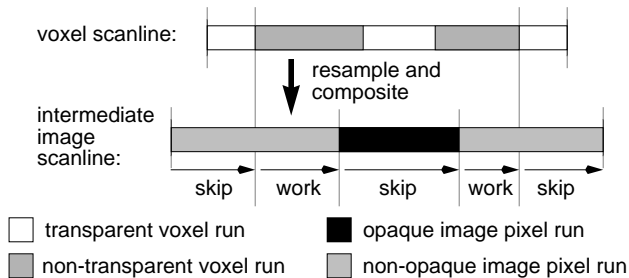 voxel scanline:
resample and
composite
intermediate
image
scanline:
skip work skip work skip
transparent voxel run opaque image pixel run
non-transparent voxel run non-opaque image pixel run